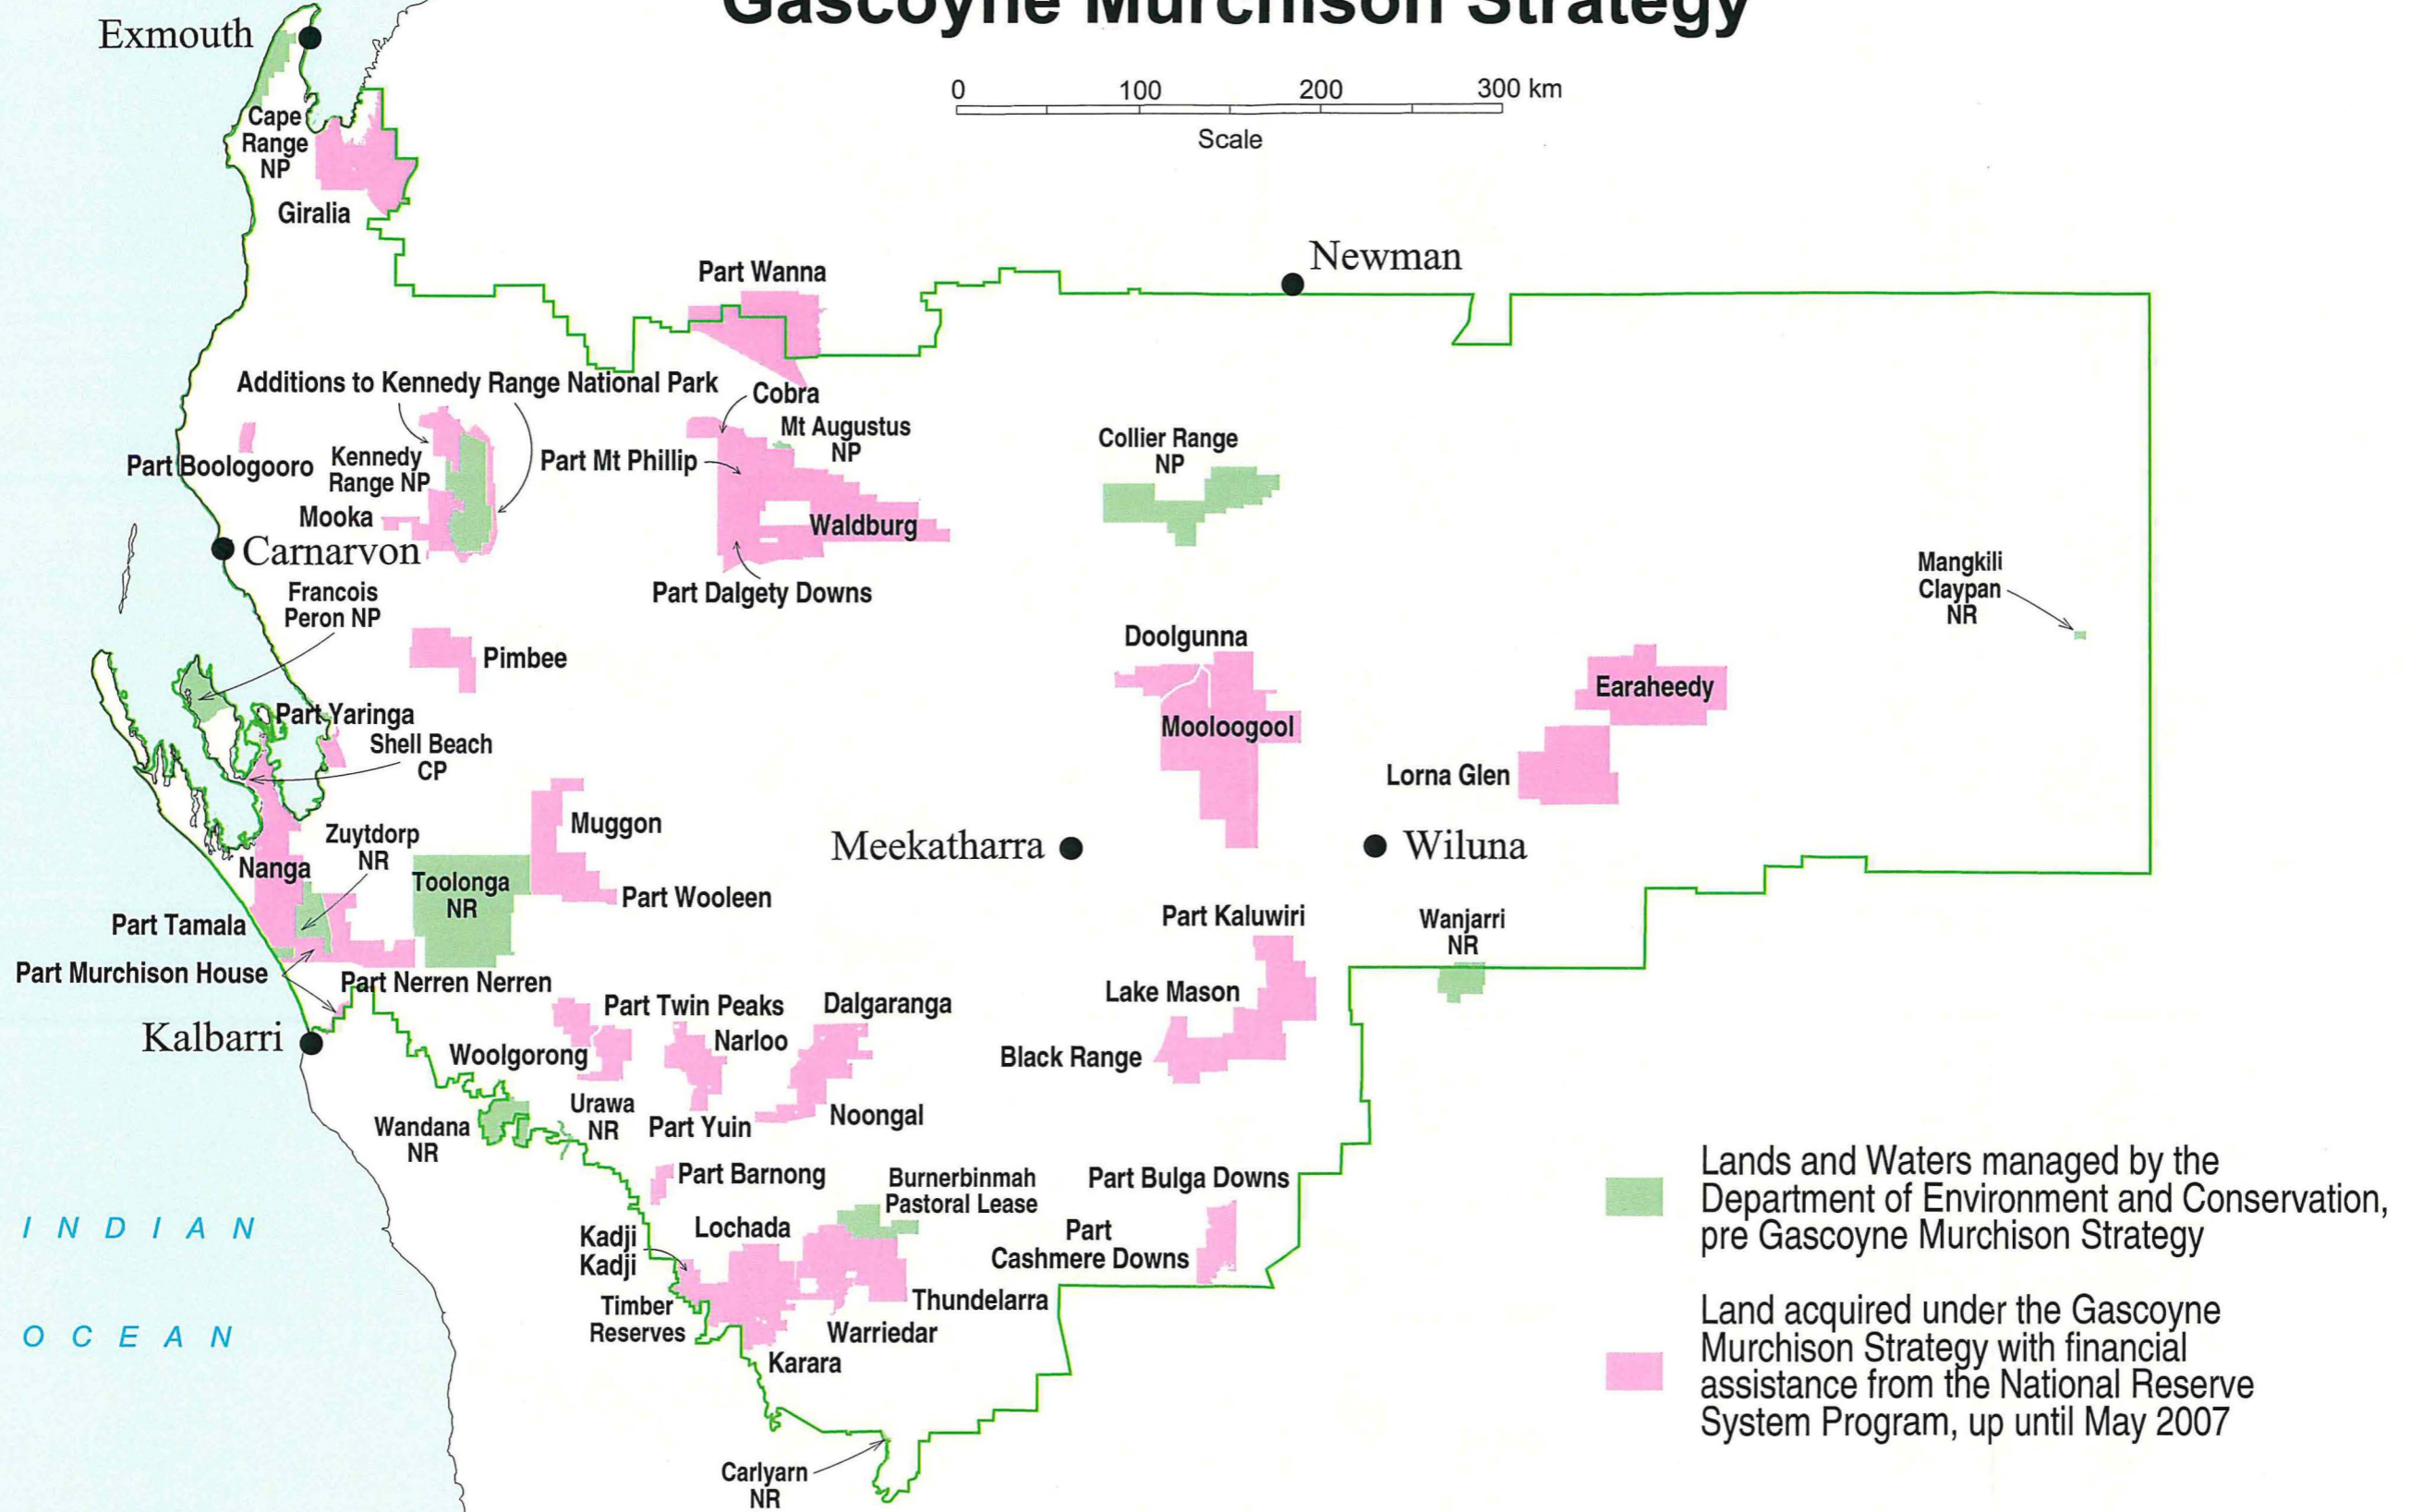 Gascoyne Murchison Strategy
0 100 200 300 km
Scale
Exmouth
Cape
Range
NP
Giralia
Part Wanna
Newman
Additions to Kennedy Range National Park
Cobra
Mt Augustus
NP
Part Mt Phillip
Part Boologooro
Kennedy
Range NP
Mooka
Carnarvon
Waldburg
Part Dalgety Downs
Collier Range
NP
Mangkili
Claypan
NR
Francois
Peron NP
Pimbee
Doolgunna
Mooloogool
Earaheedy
Lorna Glen
Part Yaringa
Shell Beach
CP
Muggon
Zuytdorp
NR
Nanga
Toolonga
NR
Part Wooleen
Meekatharra
Wiluna
Part Tamala
Part Murchison House
Part Nerren Nerren
Part Kaluwiri
Wanjarri
NR
Lake Mason
Black Range
Kalbarri
Part Twin Peaks
Dalgaranga
Narloo
Woolgorong
Urawa
NR
Part Yuin
Noongal
Wandana
NR
Part Barnong
Burnerbinmah
Pastoral Lease
Part Bulga Downs
Part
Cashmere Downs
Kadji
Kadji
Lochada
Timber
Reserves
Thundelarra
Warriedar
Karara
Carlyarn
NR
INDIAN
OCEAN
Lands and Waters managed by the
Department of Environment and Conservation,
pre Gascoyne Murchison Strategy
Land acquired under the Gascoyne
Murchison Strategy with financial
assistance from the National Reserve
System Program, up until May 2007